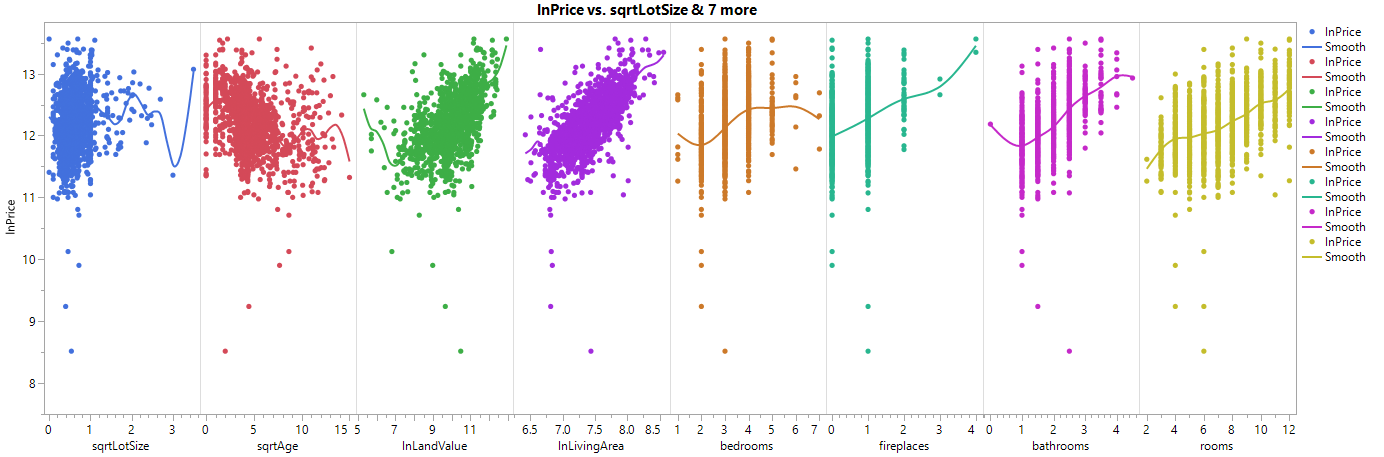 lnPrice vs. sqrtLotSize & 7 more
lnPrice
13
12
11
10
9
8
0 1 2 3
sqrtLotSize
0 5 10 15
sqrtAge
5 7 9 11
lnLandValue
6.5 7.0 7.5 8.0 8.5
lnLivingArea
1 2 3 4 5 6 7
bedrooms
0 1 2 3 4
fireplaces
0 1 2 3 4
bathrooms
2 4 6 8 10 12
rooms
lnPrice
Smooth
lnPrice
Smooth
lnPrice
Smooth
lnPrice
Smooth
lnPrice
Smooth
lnPrice
Smooth
lnPrice
Smooth
lnPrice
Smooth